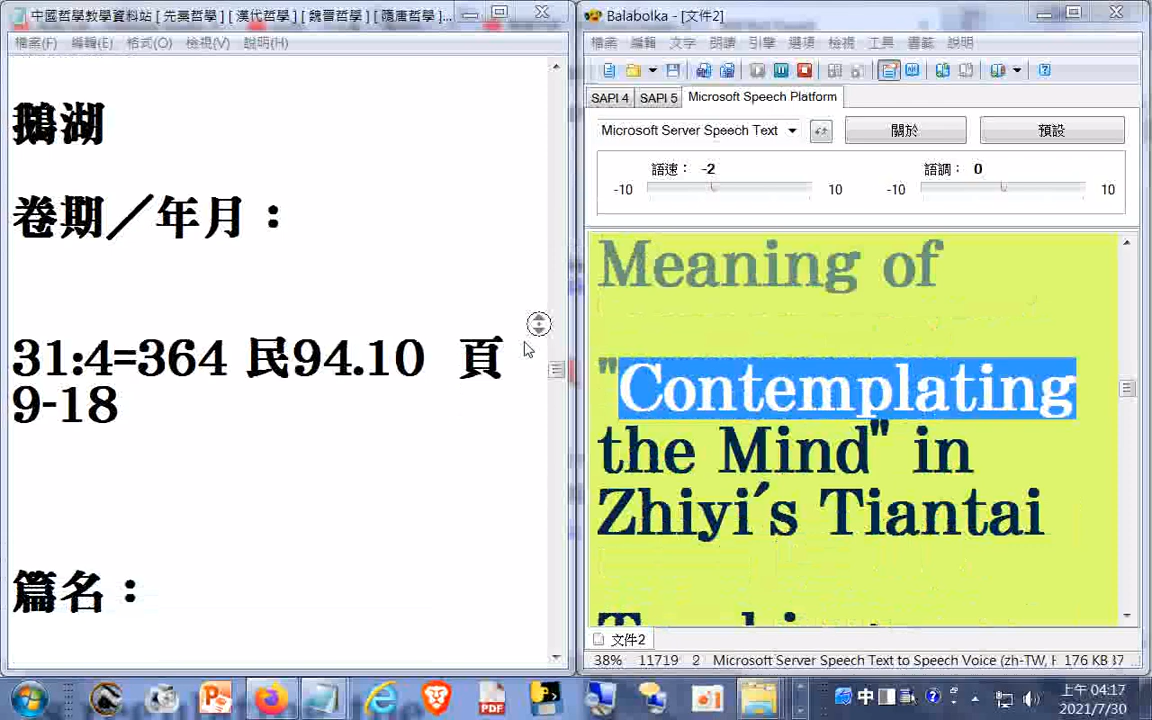 中國哲學教學資料站 [ 先秦哲學 ] [ 漢代哲學 ] [ 魏晉哲學 ] [ 隋唐哲學 ]...
檔案(F) 編輯(E) 格式(O) 檢視(V) 說明(H)
鵝湖
卷期／年月：
31:4=364 民94.10 頁
9-18
篇名：
Balabolka - [文件2]
檔案 編輯 文字 朗讀 引擎 選項 檢視 工具 書籤 說明
SAPI 4 SAPI 5 Microsoft Speech Platform
Microsoft Server Speech Text
關於
預設
語速： -2
語調： 0
-10 10 -10 10
Meaning of
"Contemplating
the Mind" in
Zhiyi´s Tiantai
文件2
38% 11719 2 Microsoft Server Speech Text to Speech Voice (zh-TW, H 176 KB
PDF
中
上午 04:17
2021/7/30